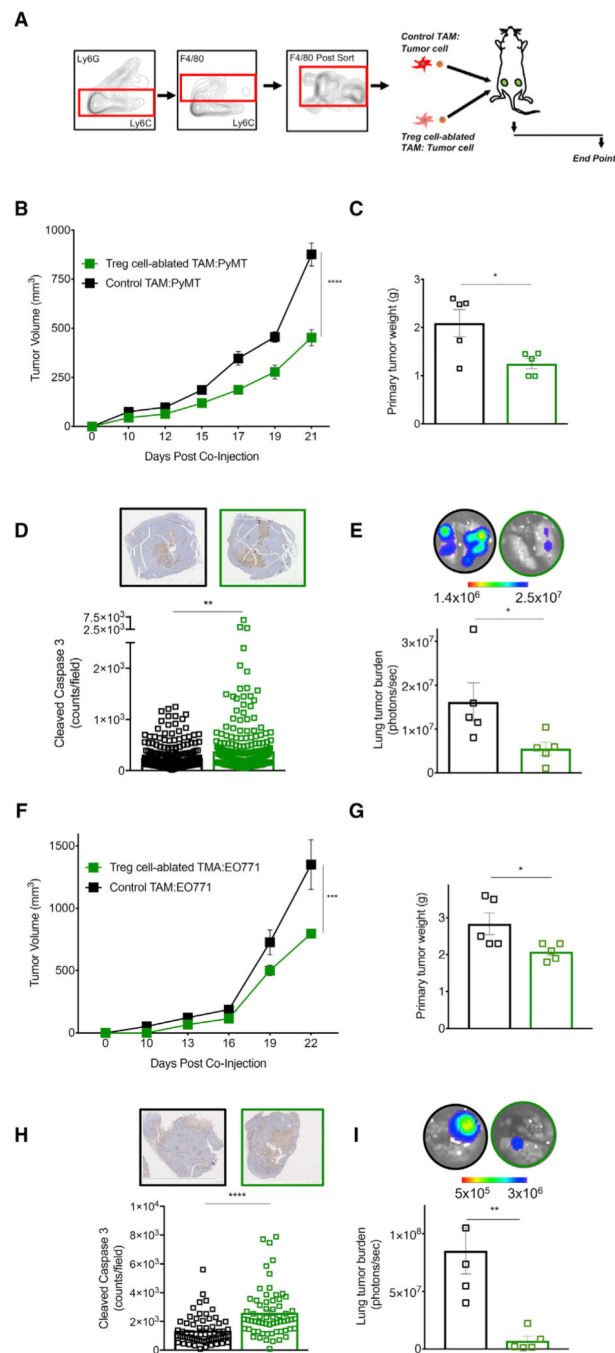 A
Ly6G
Ly6C
F4/80
Ly6C
F4/80 Post Sort
Control TAM:
Tumor cell
Treg cell-ablated
TAM: Tumor cell
End Point
B
Treg cell-ablated TAM:PyMT
Control TAM:PyMT
Tumor Volume (mm³)
1000
750
500
250
0
0 10 12 15 17 19 21
Days Post Co-Injection
****
C
Primary tumor weight (g)
3
2
1
0
*
D
Cleaved Caspase 3
(counts/field)
7.5×10³
2.5×10³
2×10³
1×10³
0
**
E
1.4x10⁶ 2.5x10⁷
Lung tumor burden
(photons/sec)
3×10⁷
2×10⁷
1×10⁷
0
*
F
Treg cell-ablated TMA:EO771
Control TAM:EO771
Tumor Volume (mm³)
1500
1000
500
0
0 10 13 16 19 22
Days Post Co-Injection
***
G
Primary tumor weight (g)
3
2
1
0
*
H
Cleaved Caspase 3
(counts/field)
1×10⁴
8×10³
6×10³
4×10³
2×10³
0
****
I
5x10⁵ 3x10⁶
Lung tumor burden
(photons/sec)
1×10⁸
5×10⁷
0
**